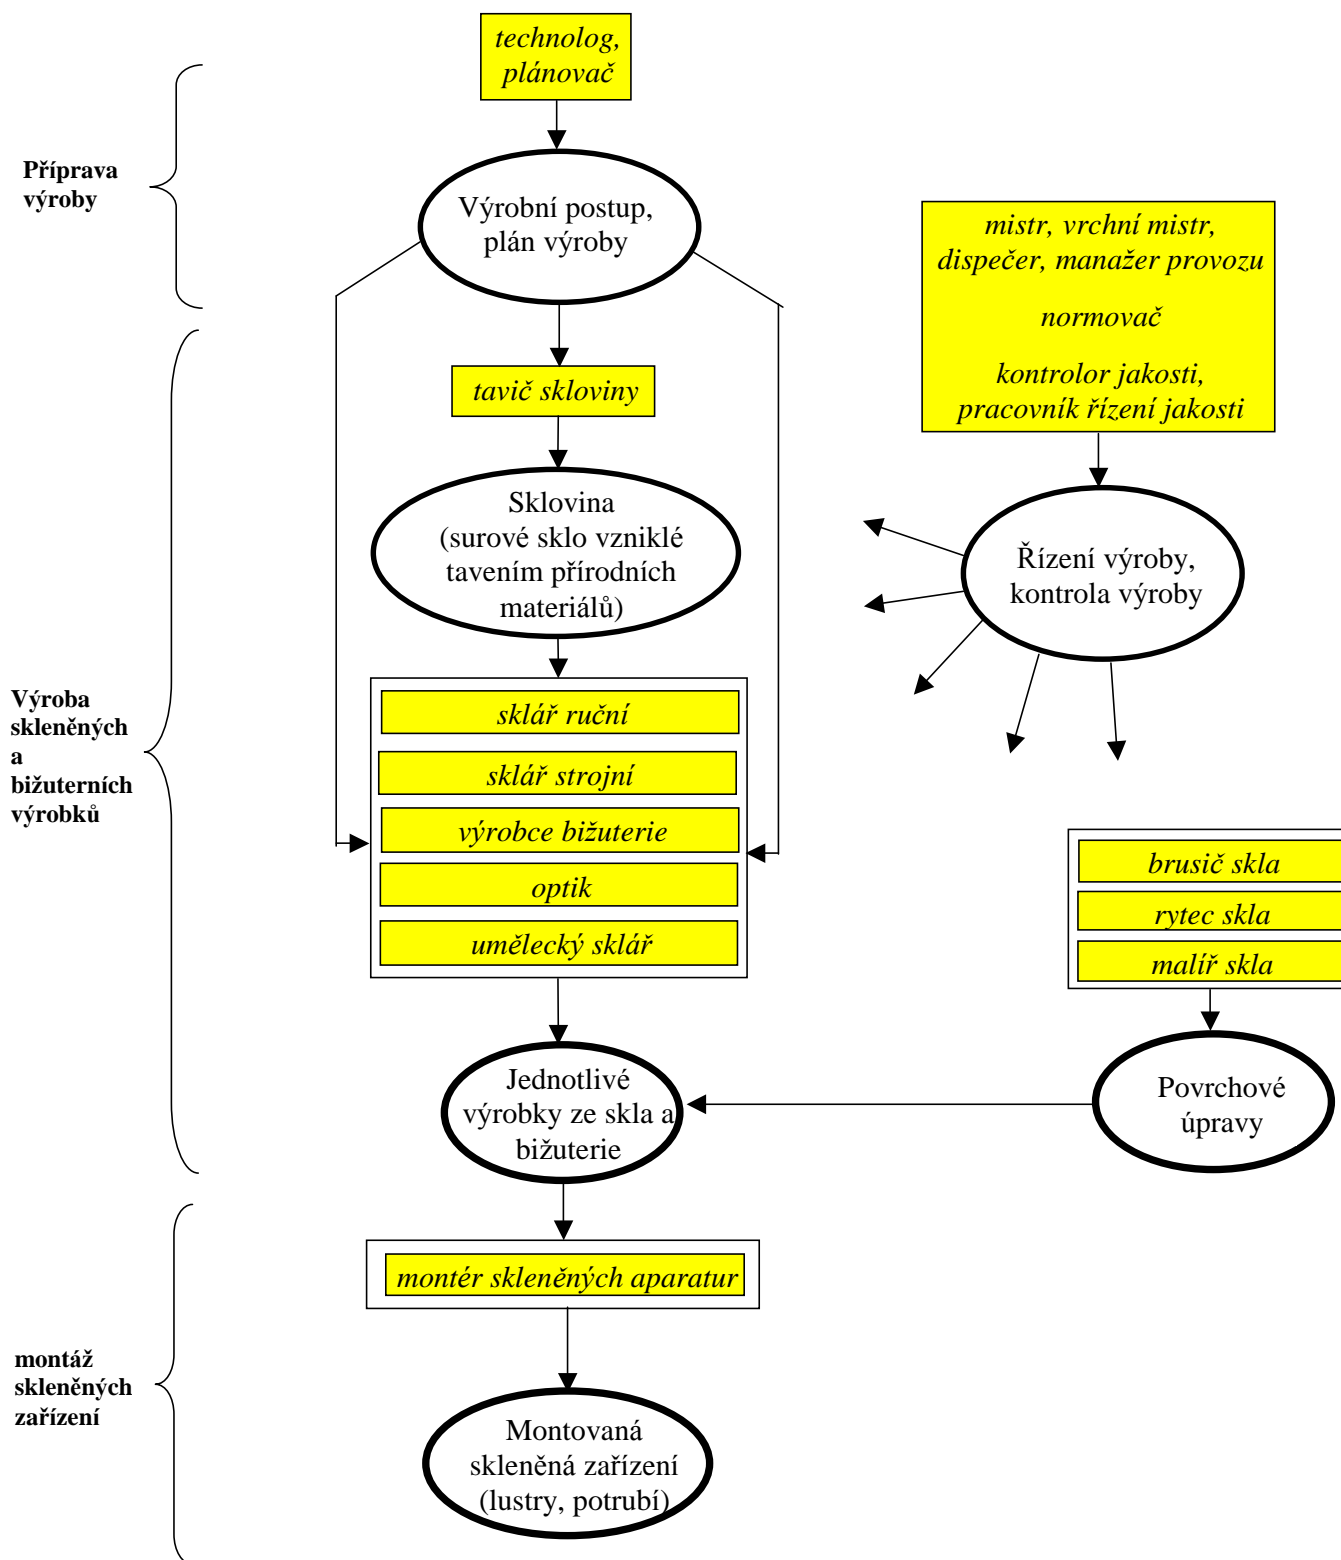 technolog,
plánovač
Příprava
výroby
Výrobní postup,
plán výroby
mistr, vrchní mistr,
dispečer, manažer provozu
normovač
kontrolor jakosti,
pracovník řízení jakosti
tavič skloviny
Sklovina
(surové sklo vzniklé
tavením přírodních
materiálů)
Řízení výroby,
kontrola výroby
Výroba
skleněných
a
bižuterních
výrobků
sklář ruční
sklář strojní
výrobce bižuterie
optik
umělecký sklář
brusič skla
rytec skla
malíř skla
Jednotlivé
výrobky ze skla a
bižuterie
Povrchové
úpravy
montér skleněných aparatur
montáž
skleněných
zařízení
Montovaná
skleněná zařízení
(lustry, potrubí)